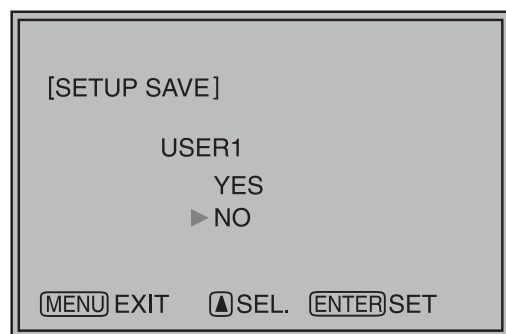 [SETUP SAVE]
USER1
YES
▶ NO
MENU EXIT ▲ SEL. ENTER SET